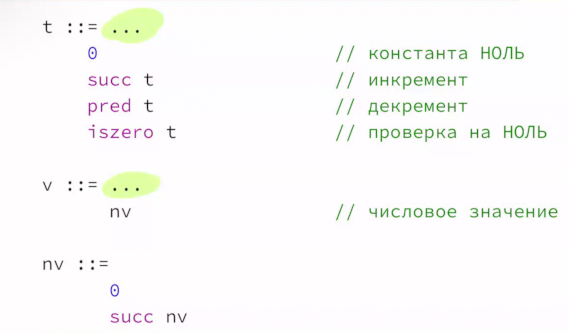 t ::= ...
0 // константа НОЛЬ
succ t // инкремент
pred t // декремент
iszero t // проверка на НОЛЬ
v ::= ...
nv // числовое значение
nv ::=
0
succ nv